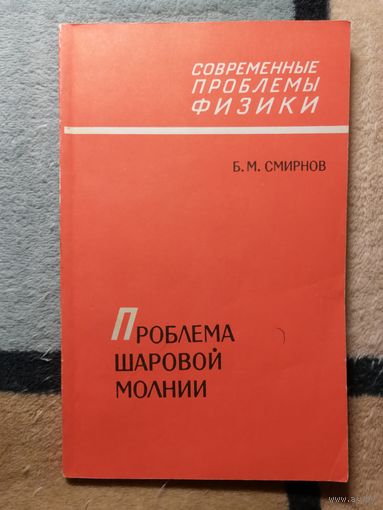 СОВРЕМЕННЫЕ
ПРОБЛЕМЫ
ФИЗИКИ
Б. М. СМИРНОВ
ПРОБЛЕМА
ШАРОВОЙ
МОЛНИИ